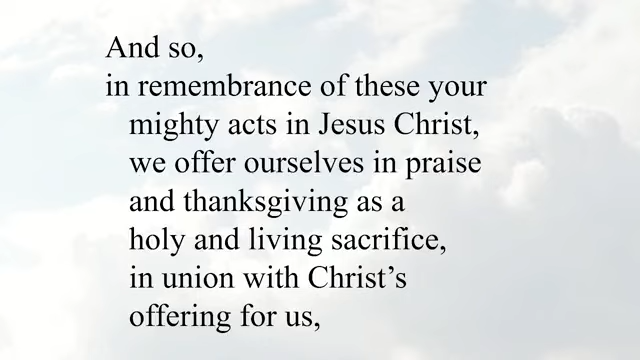 And so,
in remembrance of these your
mighty acts in Jesus Christ,
we offer ourselves in praise
and thanksgiving as a
holy and living sacrifice,
in union with Christ’s
offering for us,